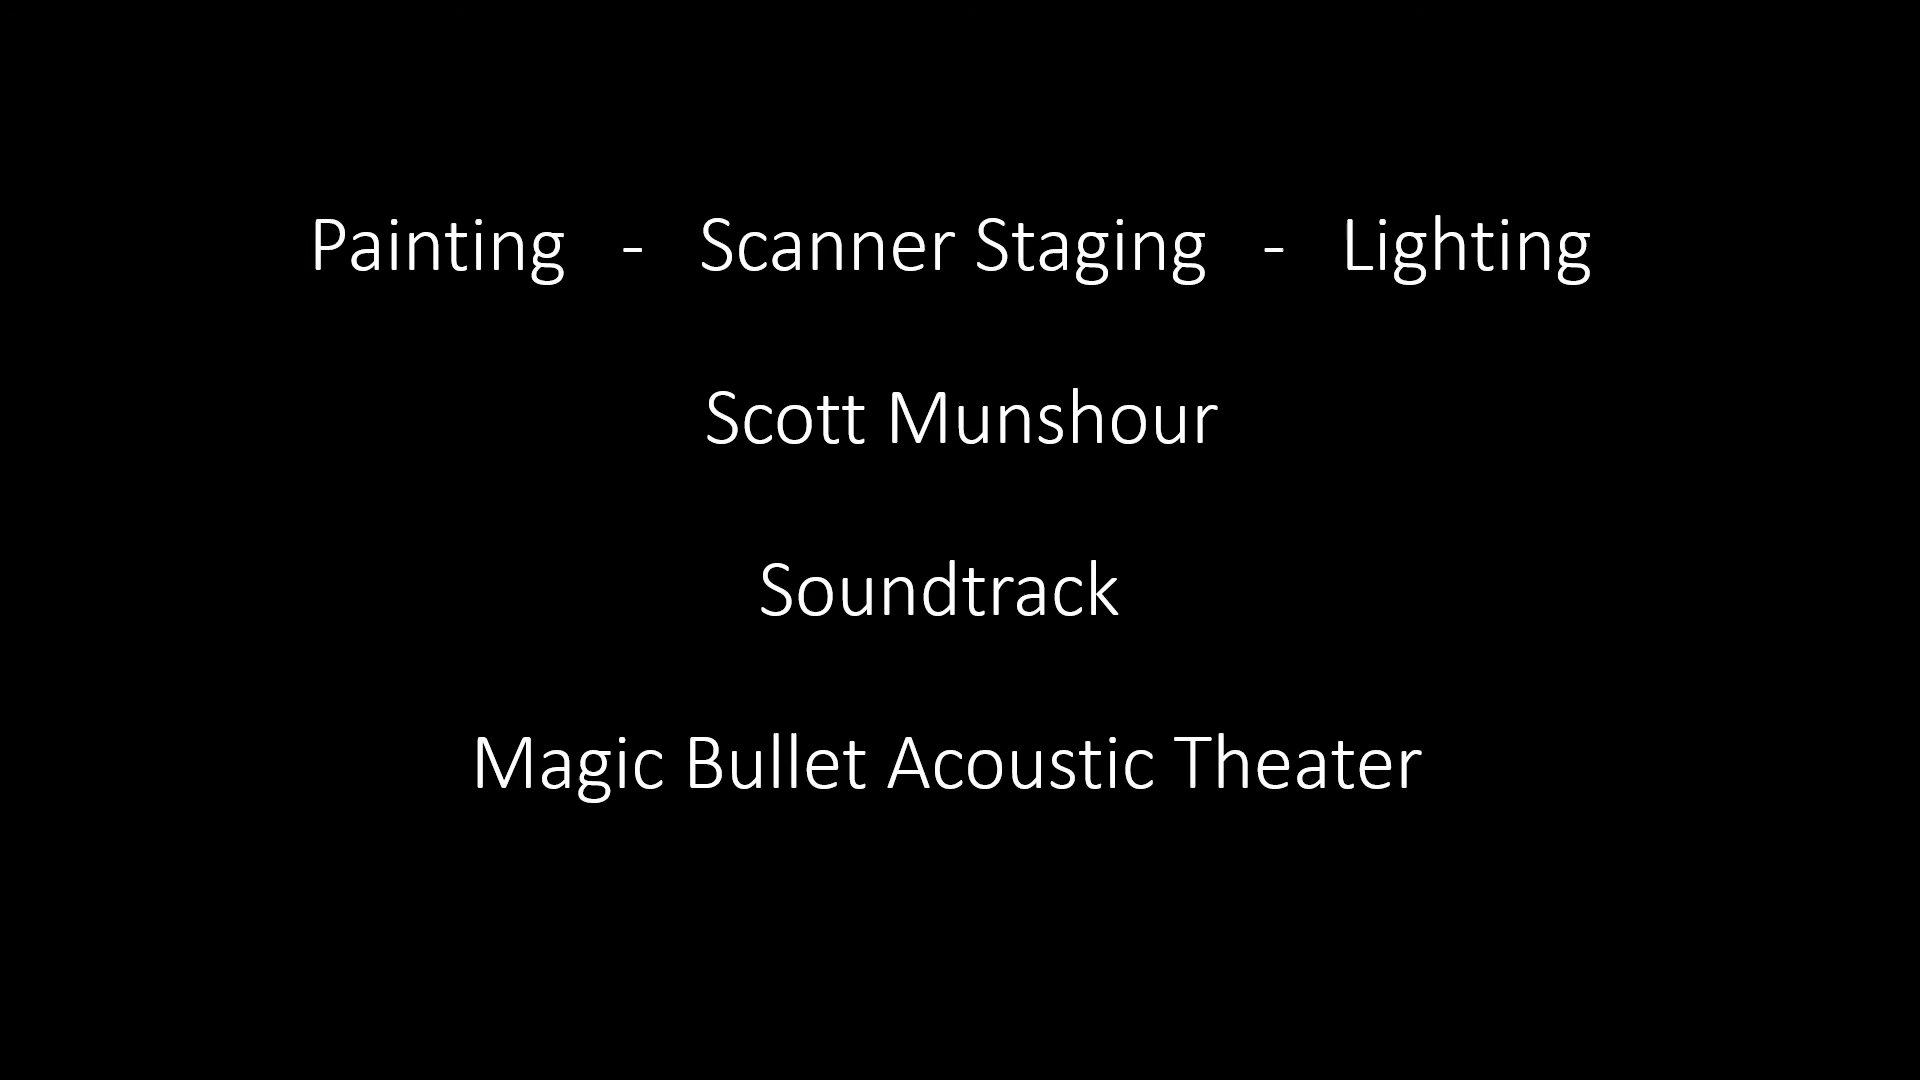 Painting - Scanner Staging - Lighting
Scott Munshour
Soundtrack
Magic Bullet Acoustic Theater